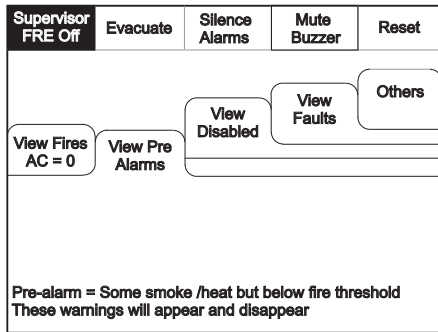 Supervisor
FRE Off
Evacuate
Silence
Alarms
Mute
Buzzer
Reset
View Fires
AC = 0
View Pre
Alarms
View
Disabled
View
Faults
Others
Pre-alarm = Some smoke /heat but below fire threshold
These warnings will appear and disappear